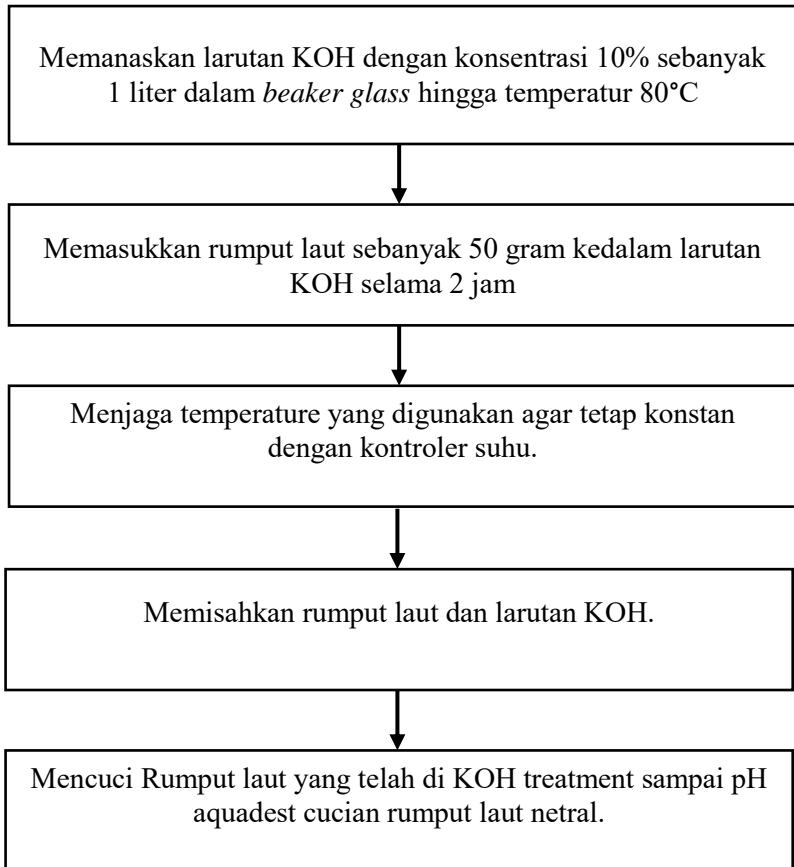 Memanaskan larutan KOH dengan konsentrasi 10% sebanyak
1 liter dalam beaker glass hingga temperatur 80°C
Memasukkan rumput laut sebanyak 50 gram kedalam larutan
KOH selama 2 jam
Menjaga temperature yang digunakan agar tetap konstan
dengan kontroler suhu.
Memisahkan rumput laut dan larutan KOH.
Mencuci Rumput laut yang telah di KOH treatment sampai pH
aquadest cucian rumput laut netral.